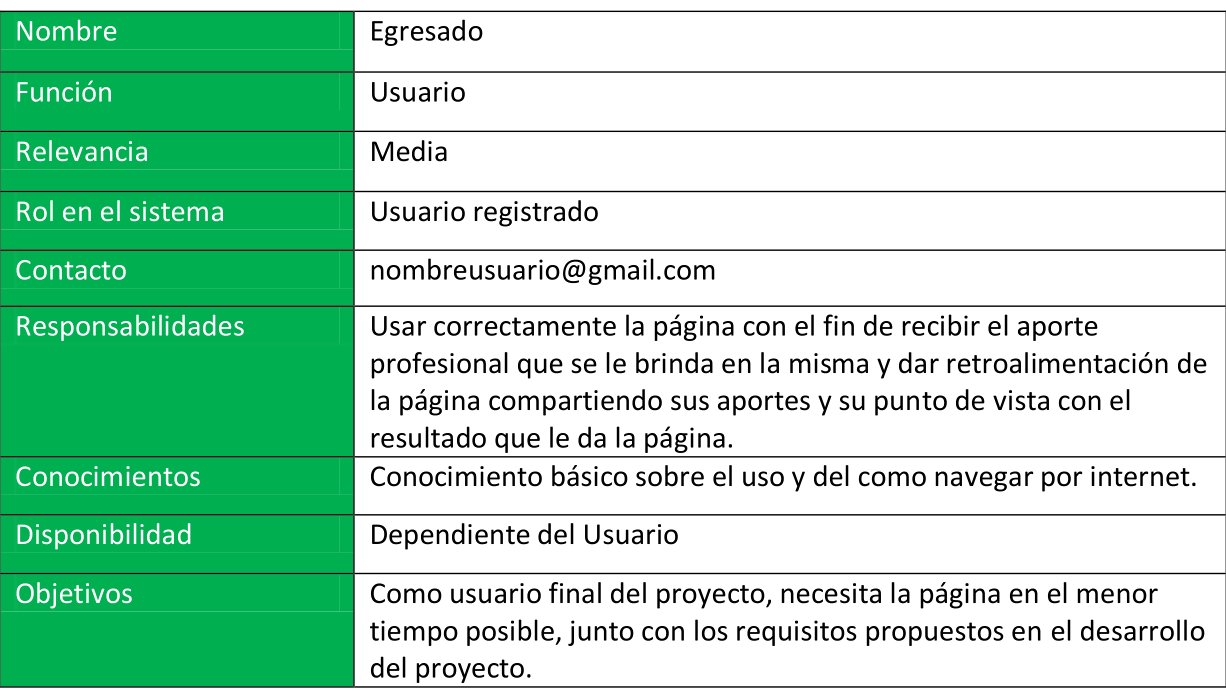 Nombre Egresado
Función Usuario
Relevancia Media
Rol en el sistema Usuario registrado
Contacto nombreusuario@gmail.com
Responsabilidades Usar correctamente la página con el fin de recibir el aporte
profesional que se le brinda en la misma y dar retroalimentación de
la página compartiendo sus aportes y su punto de vista con el
resultado que le da la página.
Conocimientos Conocimiento básico sobre el uso y del como navegar por internet.
Disponibilidad Dependiente del Usuario
Objetivos Como usuario final del proyecto, necesita la página en el menor
tiempo posible, junto con los requisitos propuestos en el desarrollo
del proyecto.